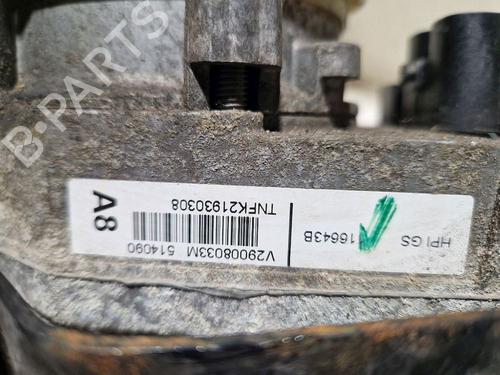 HPI GS
16643B
V29008033M 514090
TNFK21930308
A8
B-PARTS